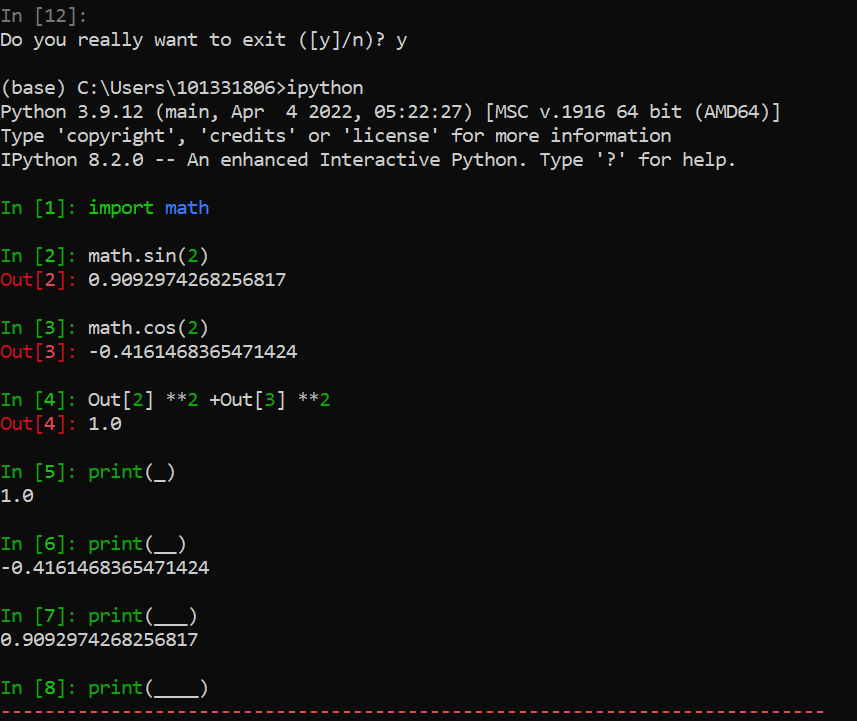 In [12]:
Do you really want to exit ([y]/n)? y
(base) C:\Users\101331806>ipython
Python 3.9.12 (main, Apr  4 2022, 05:22:27) [MSC v.1916 64 bit (AMD64)]
Type 'copyright', 'credits' or 'license' for more information
IPython 8.2.0 -- An enhanced Interactive Python. Type '?' for help.
In [1]: import math
In [2]: math.sin(2)
Out[2]: 0.9092974268256817
In [3]: math.cos(2)
Out[3]: -0.4161468365471424
In [4]: Out[2] **2 +Out[3] **2
Out[4]: 1.0
In [5]: print(_)
1.0
In [6]: print(__)
-0.4161468365471424
In [7]: print(___)
0.9092974268256817
In [8]: print(____)
---------------------------------------------------------------------------